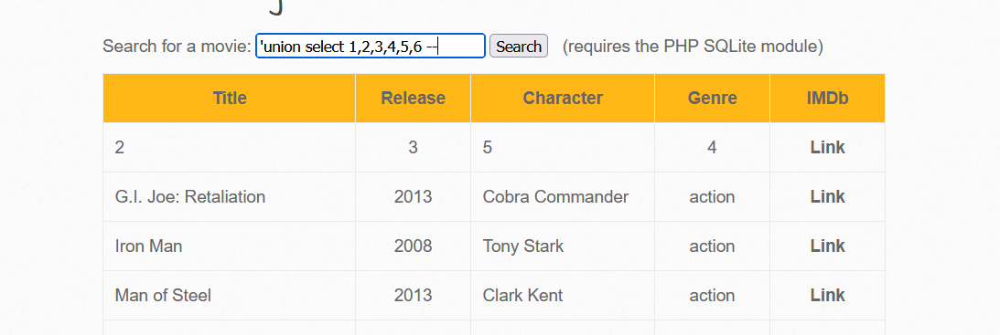 Search for a movie: 'union select 1,2,3,4,5,6 -- Search (requires the PHP SQLite module)
Title Release Character Genre IMDb
2 3 5 4 Link
G.I. Joe: Retaliation 2013 Cobra Commander action Link
Iron Man 2008 Tony Stark action Link
Man of Steel 2013 Clark Kent action Link